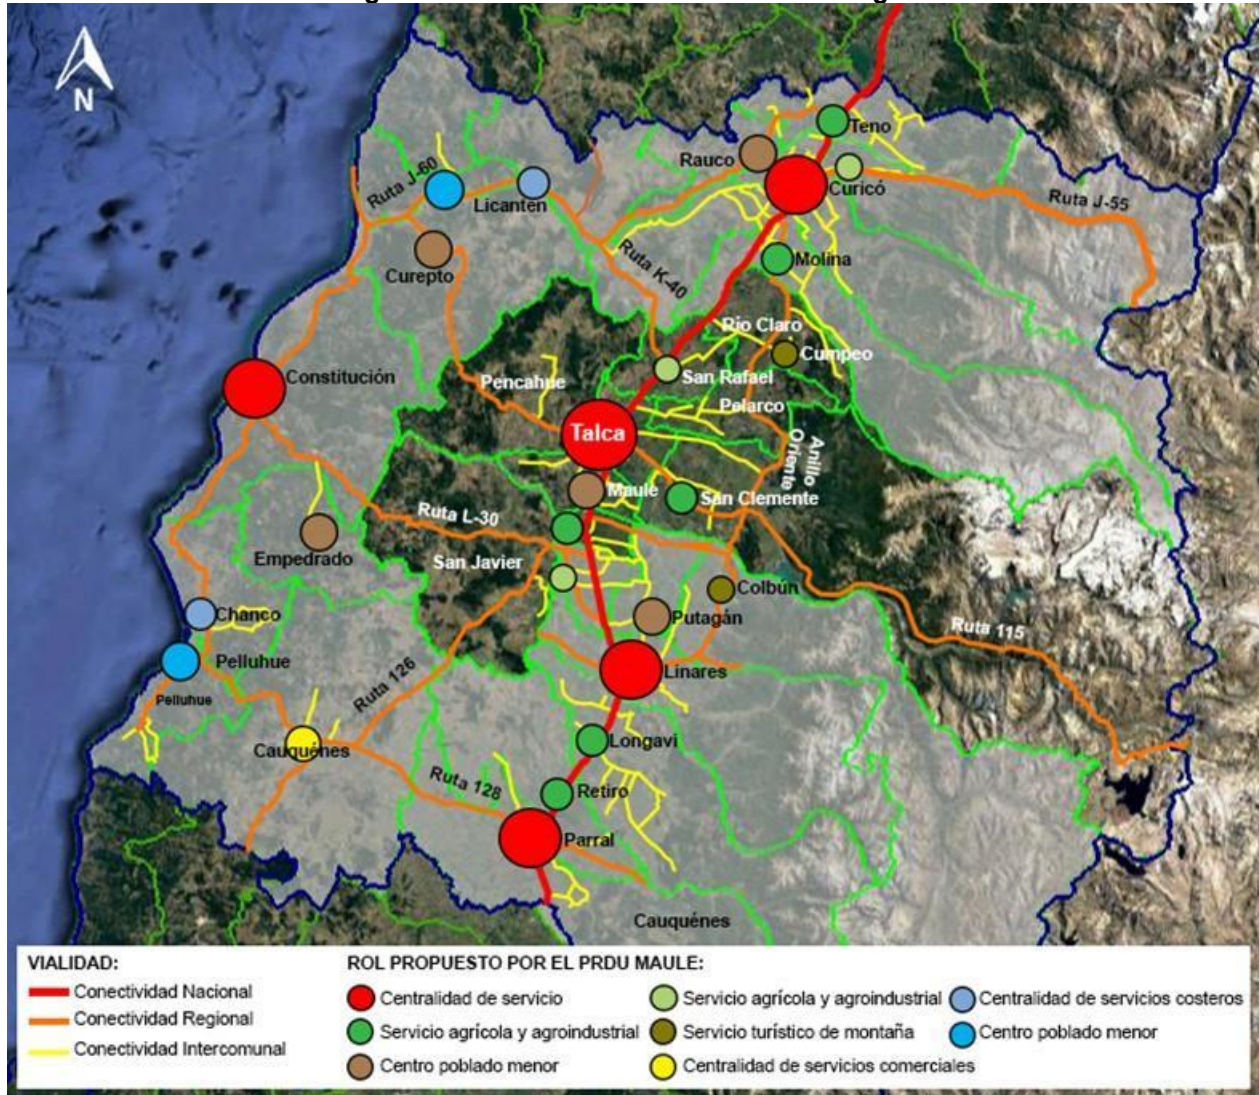 N
Teno
Rauco
Curicó
Ruta J-55
Ruta J-60
Licanten
Curepto
Ruta K-40
Molina
Río Claro
Cumpeo
San Rafael
Pelarco
Pencahue
Constitución
Talca
Anillo
Oriente
Maule
San Clemente
Ruta L-30
San Javier
Empedrado
Colbún
Putagán
Ruta 115
Chanco
Pelluhue
Pelluhue
Linares
Ruta 126
Cauquénes
Longavi
Ruta 128
Retiro
Parral
Cauquénes
VIALIDAD:
Conectividad Nacional
Conectividad Regional
Conectividad Intercomunal
ROL PROPUESTO POR EL PRDU MAULE:
Centralidad de servicio
Servicio agrícola y agroindustrial
Centro poblado menor
Servicio agrícola y agroindustrial
Servicio turístico de montaña
Centralidad de servicios comerciales
Centralidad de servicios costeros
Centro poblado menor